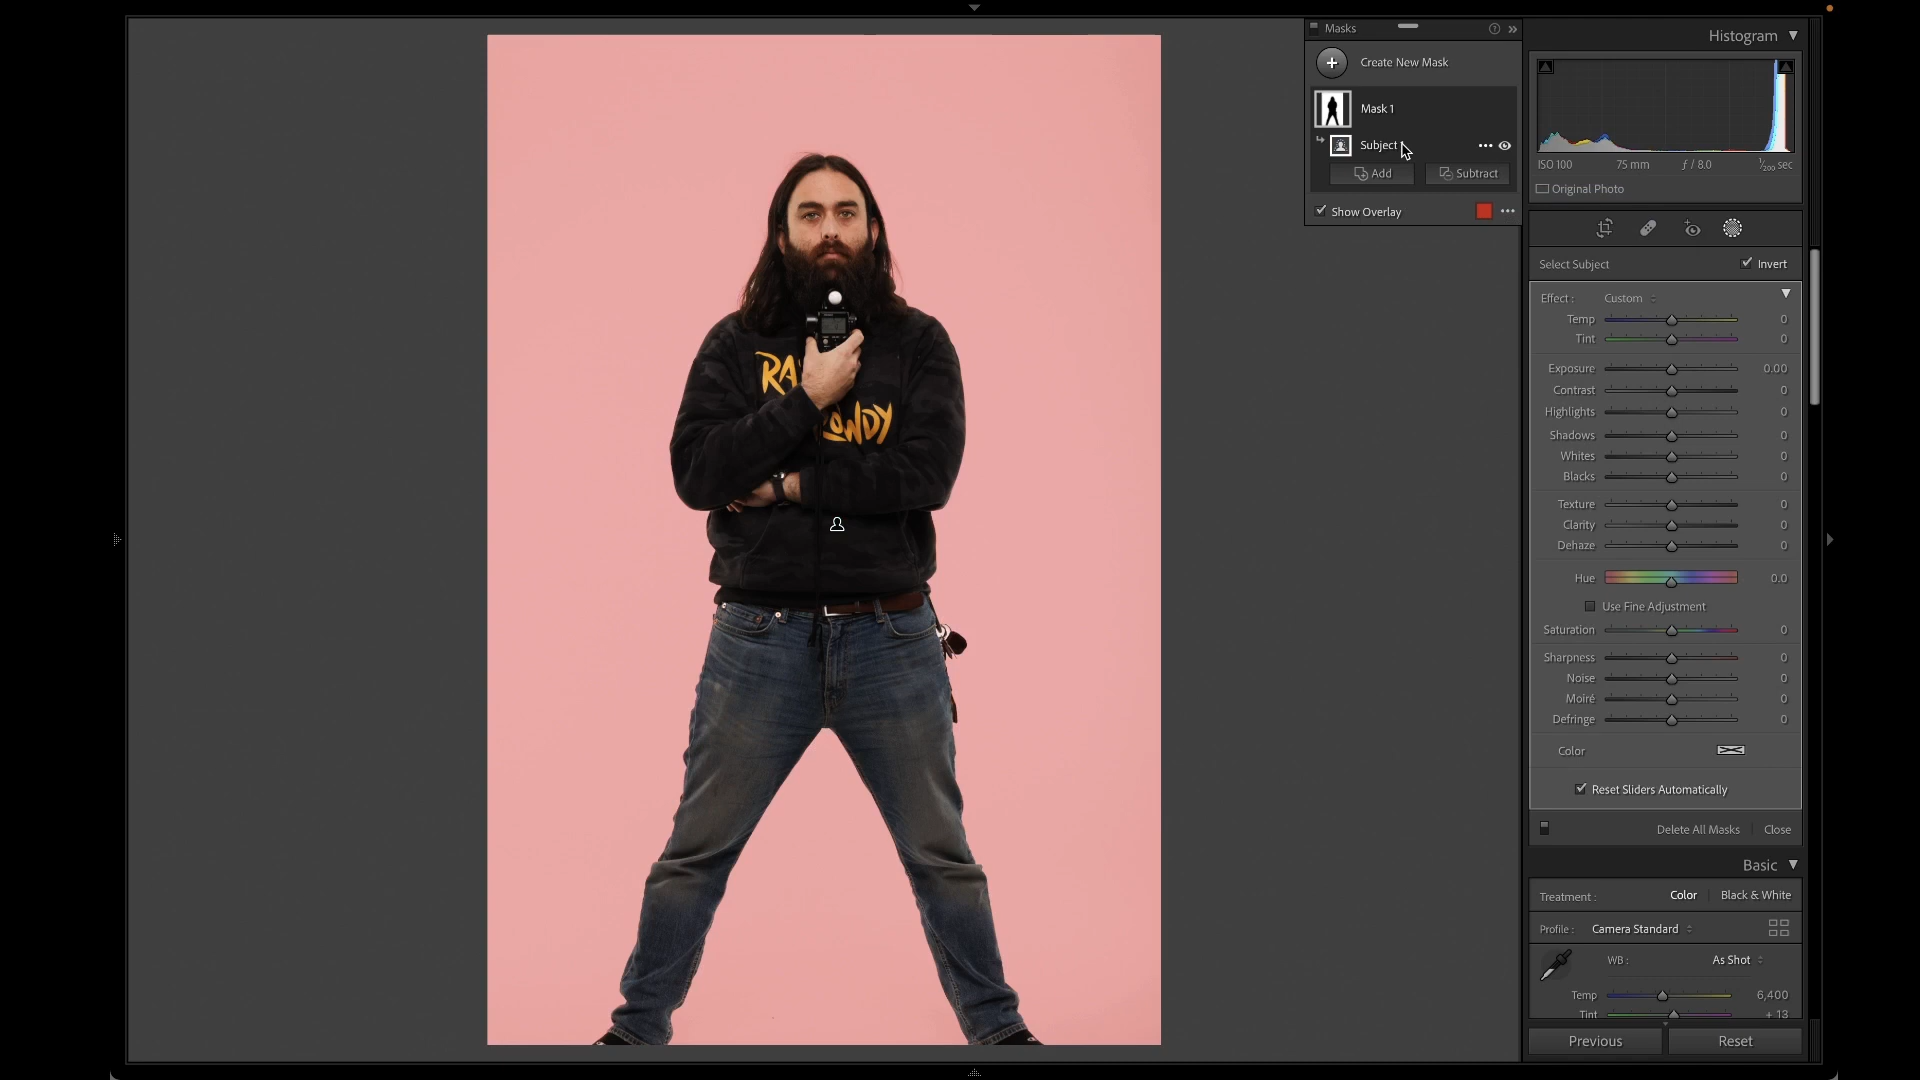 Masks
Create New Mask
Mask 1
Subject
Add
Subtract
Show Overlay
RA
ROWDY
Histogram
ISO 100
75 mm
ƒ / 8.0
1/200 sec
Original Photo
Select Subject
Invert
Effect :
Custom
Temp
0
Tint
0
Exposure
0.00
Contrast
0
Highlights
0
Shadows
0
Whites
0
Blacks
0
Texture
0
Clarity
0
Dehaze
0
Hue
0.0
Use Fine Adjustment
Saturation
0
Sharpness
0
Noise
0
Moiré
0
Defringe
0
Color
Reset Sliders Automatically
Delete All Masks
Close
Basic
Treatment :
Color
Black & White
Profile :
Camera Standard
WB :
As Shot
Temp
6,400
Tint
+ 13
Previous
Reset